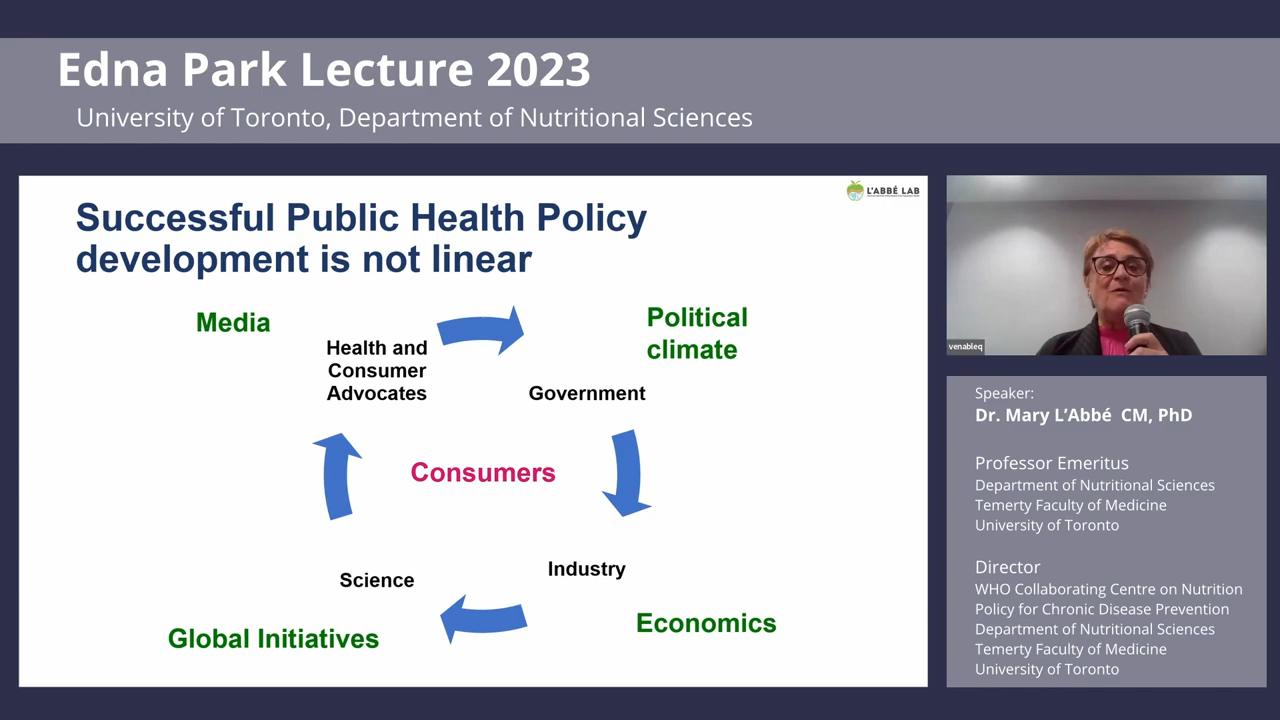 Edna Park Lecture 2023
University of Toronto, Department of Nutritional Sciences
L'ABBÉ LAB
Successful Public Health Policy
development is not linear
Media
Political
climate
Health and
Consumer
Advocates
Government
Consumers
Science
Industry
Global Initiatives
Economics
venableq
Speaker:
Dr. Mary L’Abbé CM, PhD
Professor Emeritus
Department of Nutritional Sciences
Temerty Faculty of Medicine
University of Toronto
Director
WHO Collaborating Centre on Nutrition
Policy for Chronic Disease Prevention
Department of Nutritional Sciences
Temerty Faculty of Medicine
University of Toronto